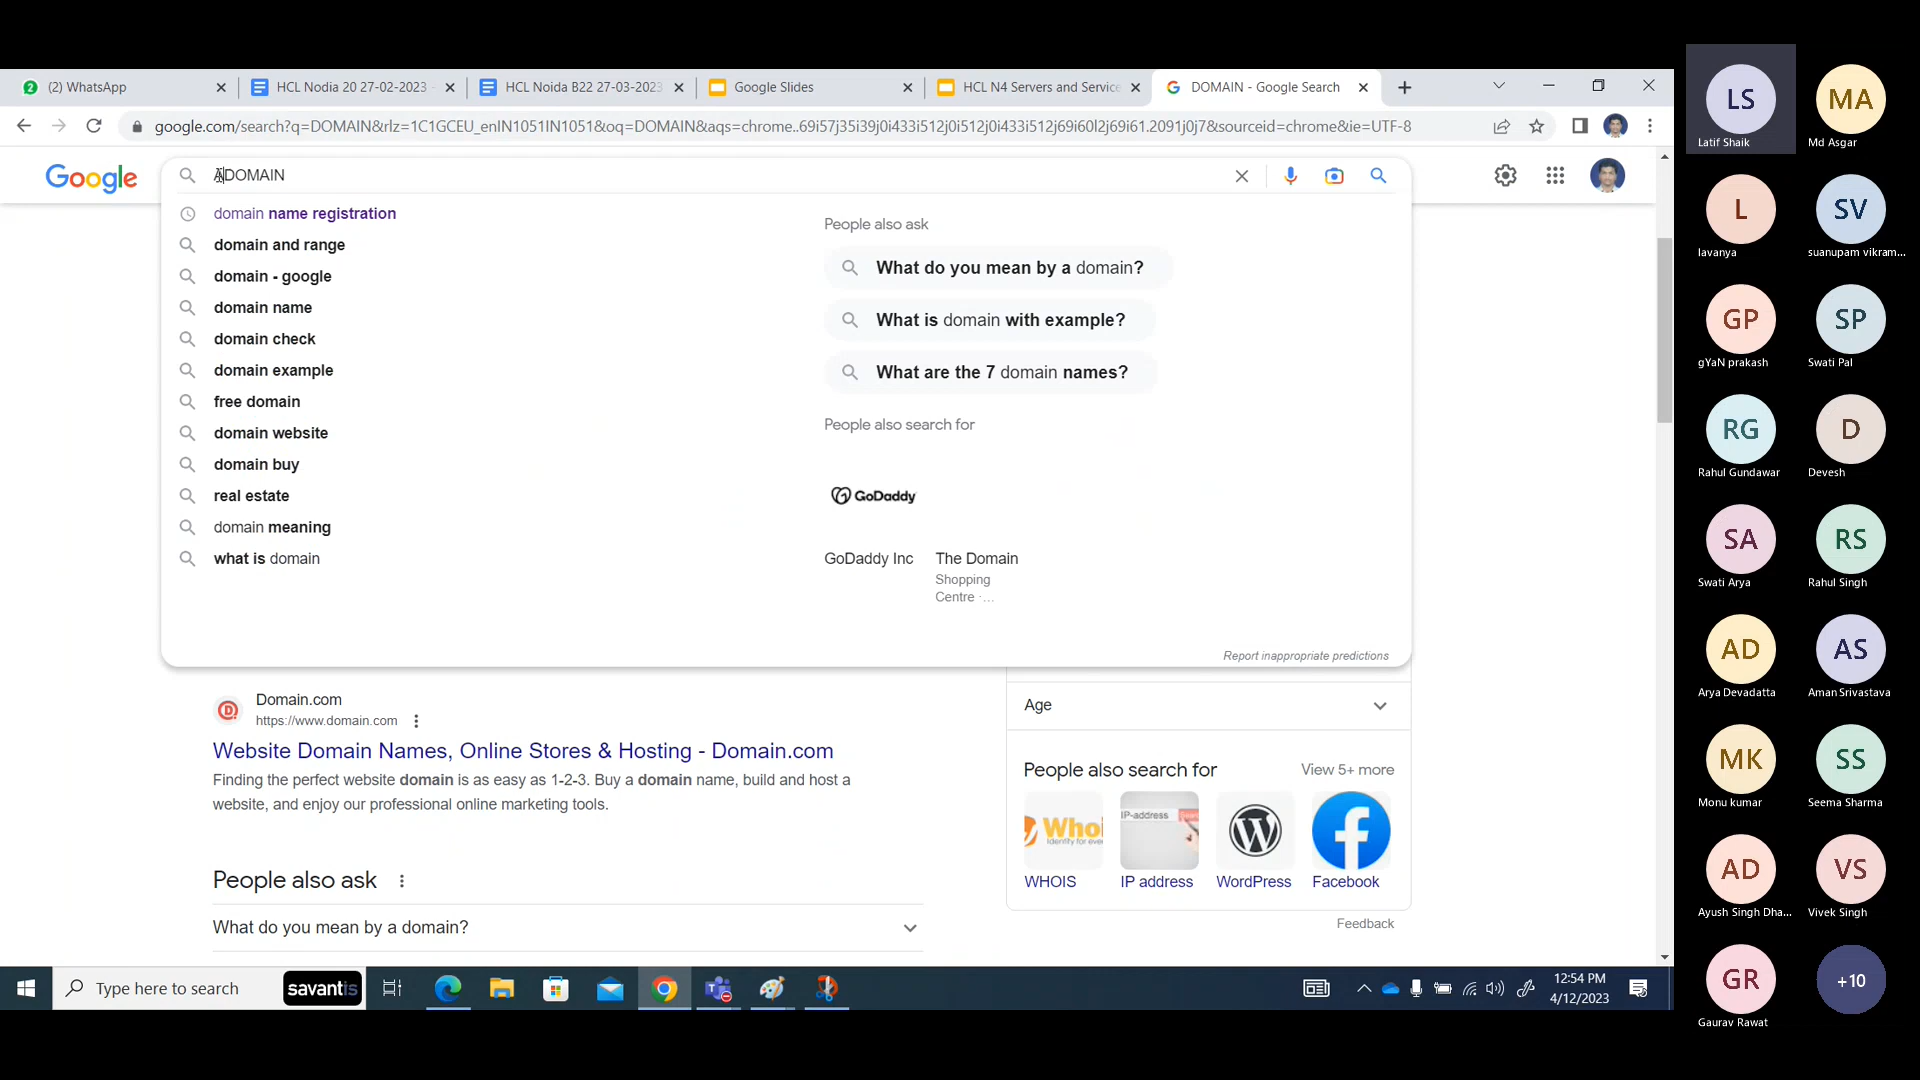 (2) WhatsApp
HCL Nodia 20 27-02-2023 -
HCL Noida B22 27-03-2023
Google Slides
HCL N4 Servers and Service
DOMAIN - Google Search
google.com/search?q=DOMAIN&rlz=1C1GCEU_enIN1051IN1051&oq=DOMAIN&aqs=chrome..69i57j35i39j0i433i512j0i512j0i433i512j69i60l2j69i61.2091j0j7&sourceid=chrome&ie=UTF-8
Google
ADOMAIN
domain name registration
domain and range
domain - google
domain name
domain check
domain example
free domain
domain website
domain buy
real estate
domain meaning
what is domain
People also ask
What do you mean by a domain?
What is domain with example?
What are the 7 domain names?
People also search for
GoDaddy
GoDaddy Inc
The Domain
Shopping
Centre · ...
Report inappropriate predictions
Domain.com
https://www.domain.com
Website Domain Names, Online Stores & Hosting - Domain.com
Finding the perfect website domain is as easy as 1-2-3. Buy a domain name, build and host a
website, and enjoy our professional online marketing tools.
People also ask
What do you mean by a domain?
Age
People also search for
View 5+ more
Whoi
Identity for eve
IP-address
WHOIS
IP address
WordPress
Facebook
Feedback
Type here to search
savantis
12:54 PM
4/12/2023
LS
Latif Shaik
MA
Md Asgar
L
lavanya
SV
suanupam vikram...
GP
gYaN prakash
SP
Swati Pal
RG
Rahul Gundawar
D
Devesh
SA
Swati Arya
RS
Rahul Singh
AD
Arya Devadatta
AS
Aman Srivastava
MK
Monu kumar
SS
Seema Sharma
AD
Ayush Singh Dha...
VS
Vivek Singh
GR
Gaurav Rawat
+10